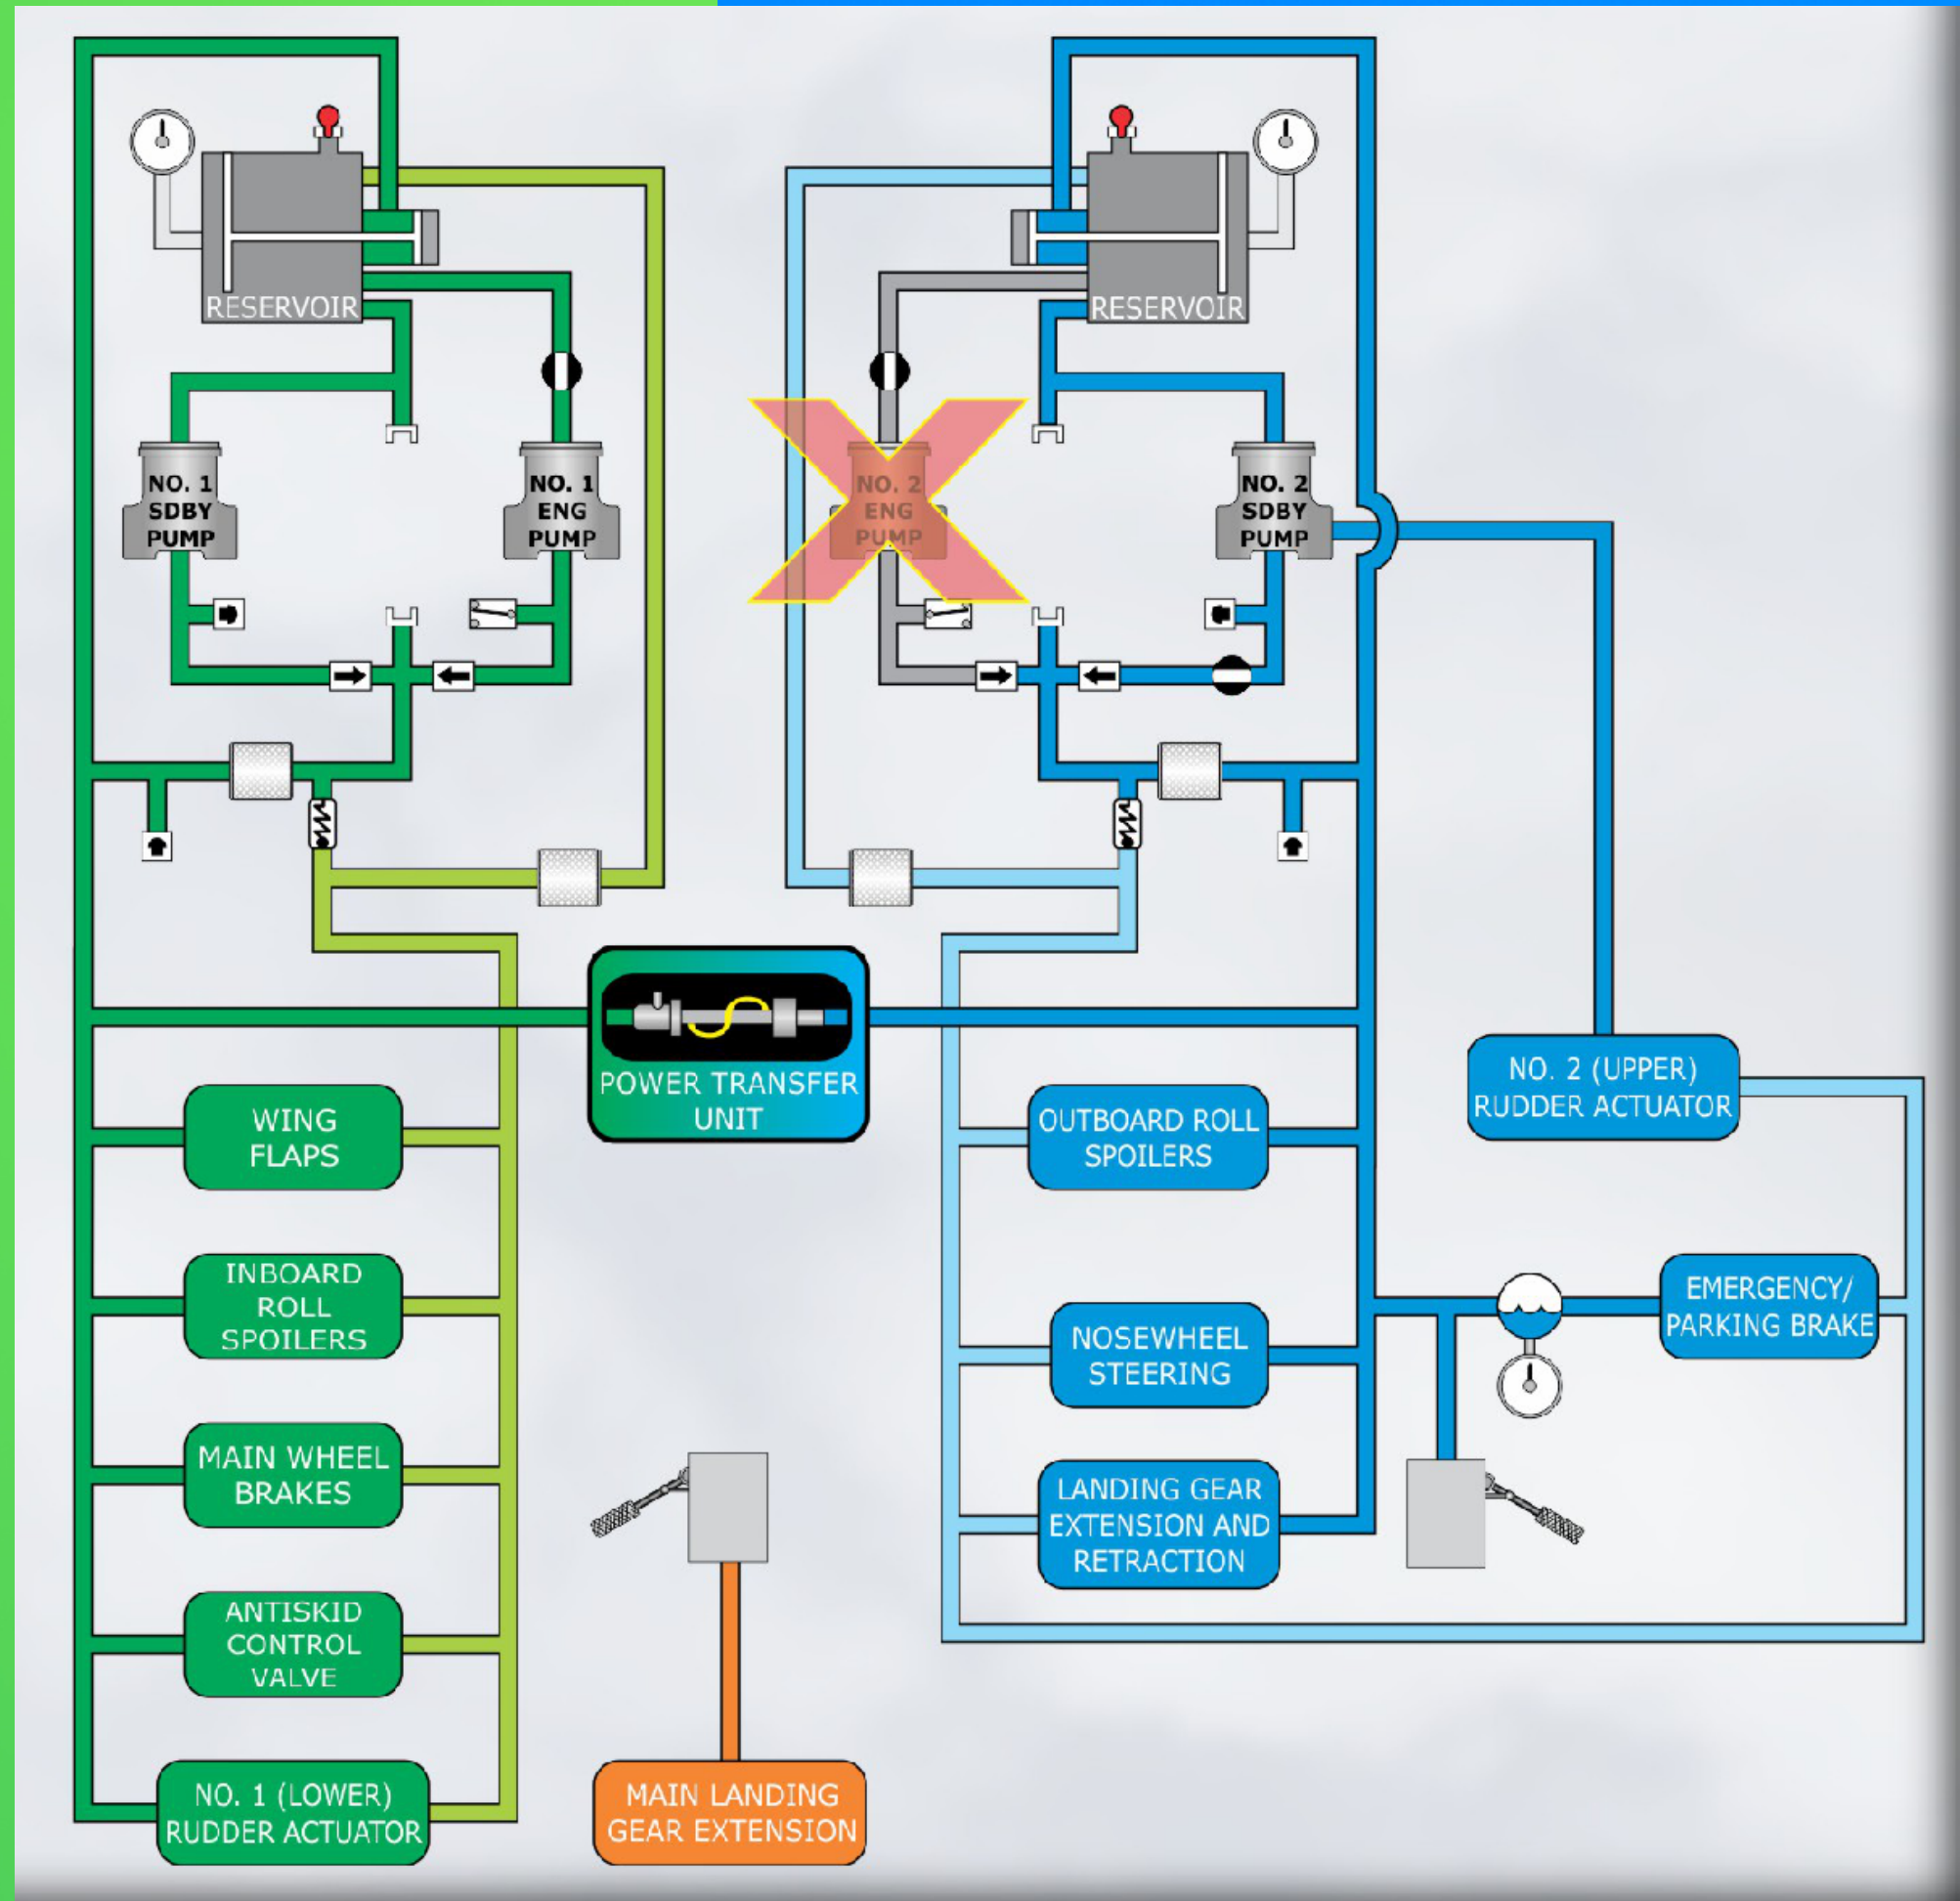 RESERVOIR
RESERVOIR
NO. 1
SDBY
PUMP
NO. 1
ENG
PUMP
NO. 2
ENG
PUMP
NO. 2
SDBY
PUMP
POWER TRANSFER
UNIT
WING
FLAPS
INBOARD
ROLL
SPOILERS
MAIN WHEEL
BRAKES
ANTISKID
CONTROL
VALVE
NO. 1 (LOWER)
RUDDER ACTUATOR
MAIN LANDING
GEAR EXTENSION
OUTBOARD ROLL
SPOILERS
NOSEWHEEL
STEERING
LANDING GEAR
EXTENSION AND
RETRACTION
NO. 2 (UPPER)
RUDDER ACTUATOR
EMERGENCY/
PARKING BRAKE